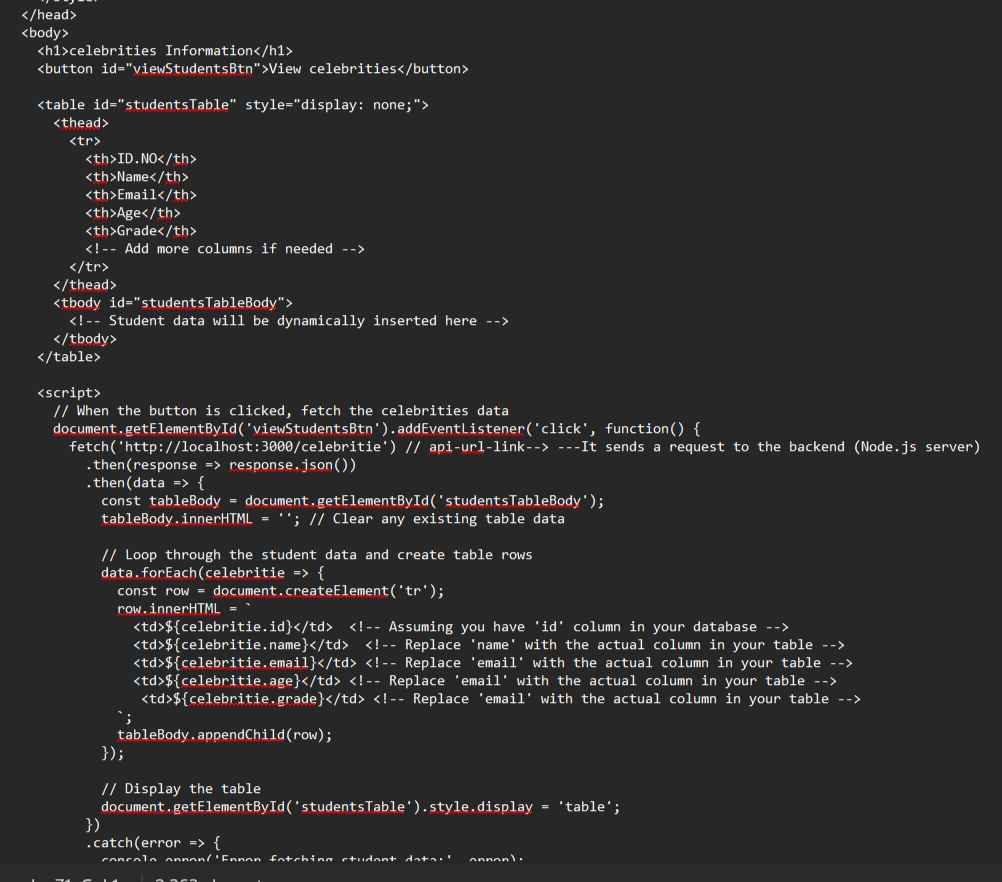 </head>
<body>
<h1>celebrities Information</h1>
<button id="viewStudentsBtn">View celebrities</button>
<table id="studentsTable" style="display: none;">
<thead>
<tr>
<th>ID.NO</th>
<th>Name</th>
<th>Email</th>
<th>Age</th>
<th>Grade</th>
<!-- Add more columns if needed -->
</tr>
</thead>
<tbody id="studentsTableBody">
<!-- Student data will be dynamically inserted here -->
</tbody>
</table>
<script>
// When the button is clicked, fetch the celebrities data
document.getElementById('viewStudentsBtn').addEventListener('click', function() {
fetch('http://localhost:3000/celebritie') // api-url-link--> ---It sends a request to the backend (Node.js server)
.then(response => response.json())
.then(data => {
const tableBody = document.getElementById('studentsTableBody');
tableBody.innerHTML = ''; // Clear any existing table data
// Loop through the student data and create table rows
data.forEach(celebritie => {
const row = document.createElement('tr');
row.innerHTML = `
<td>${celebritie.id}</td> <!-- Assuming you have 'id' column in your database -->
<td>${celebritie.name}</td> <!-- Replace 'name' with the actual column in your table -->
<td>${celebritie.email}</td> <!-- Replace 'email' with the actual column in your table -->
<td>${celebritie.age}</td> <!-- Replace 'email' with the actual column in your table -->
<td>${celebritie.grade}</td> <!-- Replace 'email' with the actual column in your table -->
`;
tableBody.appendChild(row);
});
// Display the table
document.getElementById('studentsTable').style.display = 'table';
})
.catch(error => {
console.error('Error fetching student data:', error);